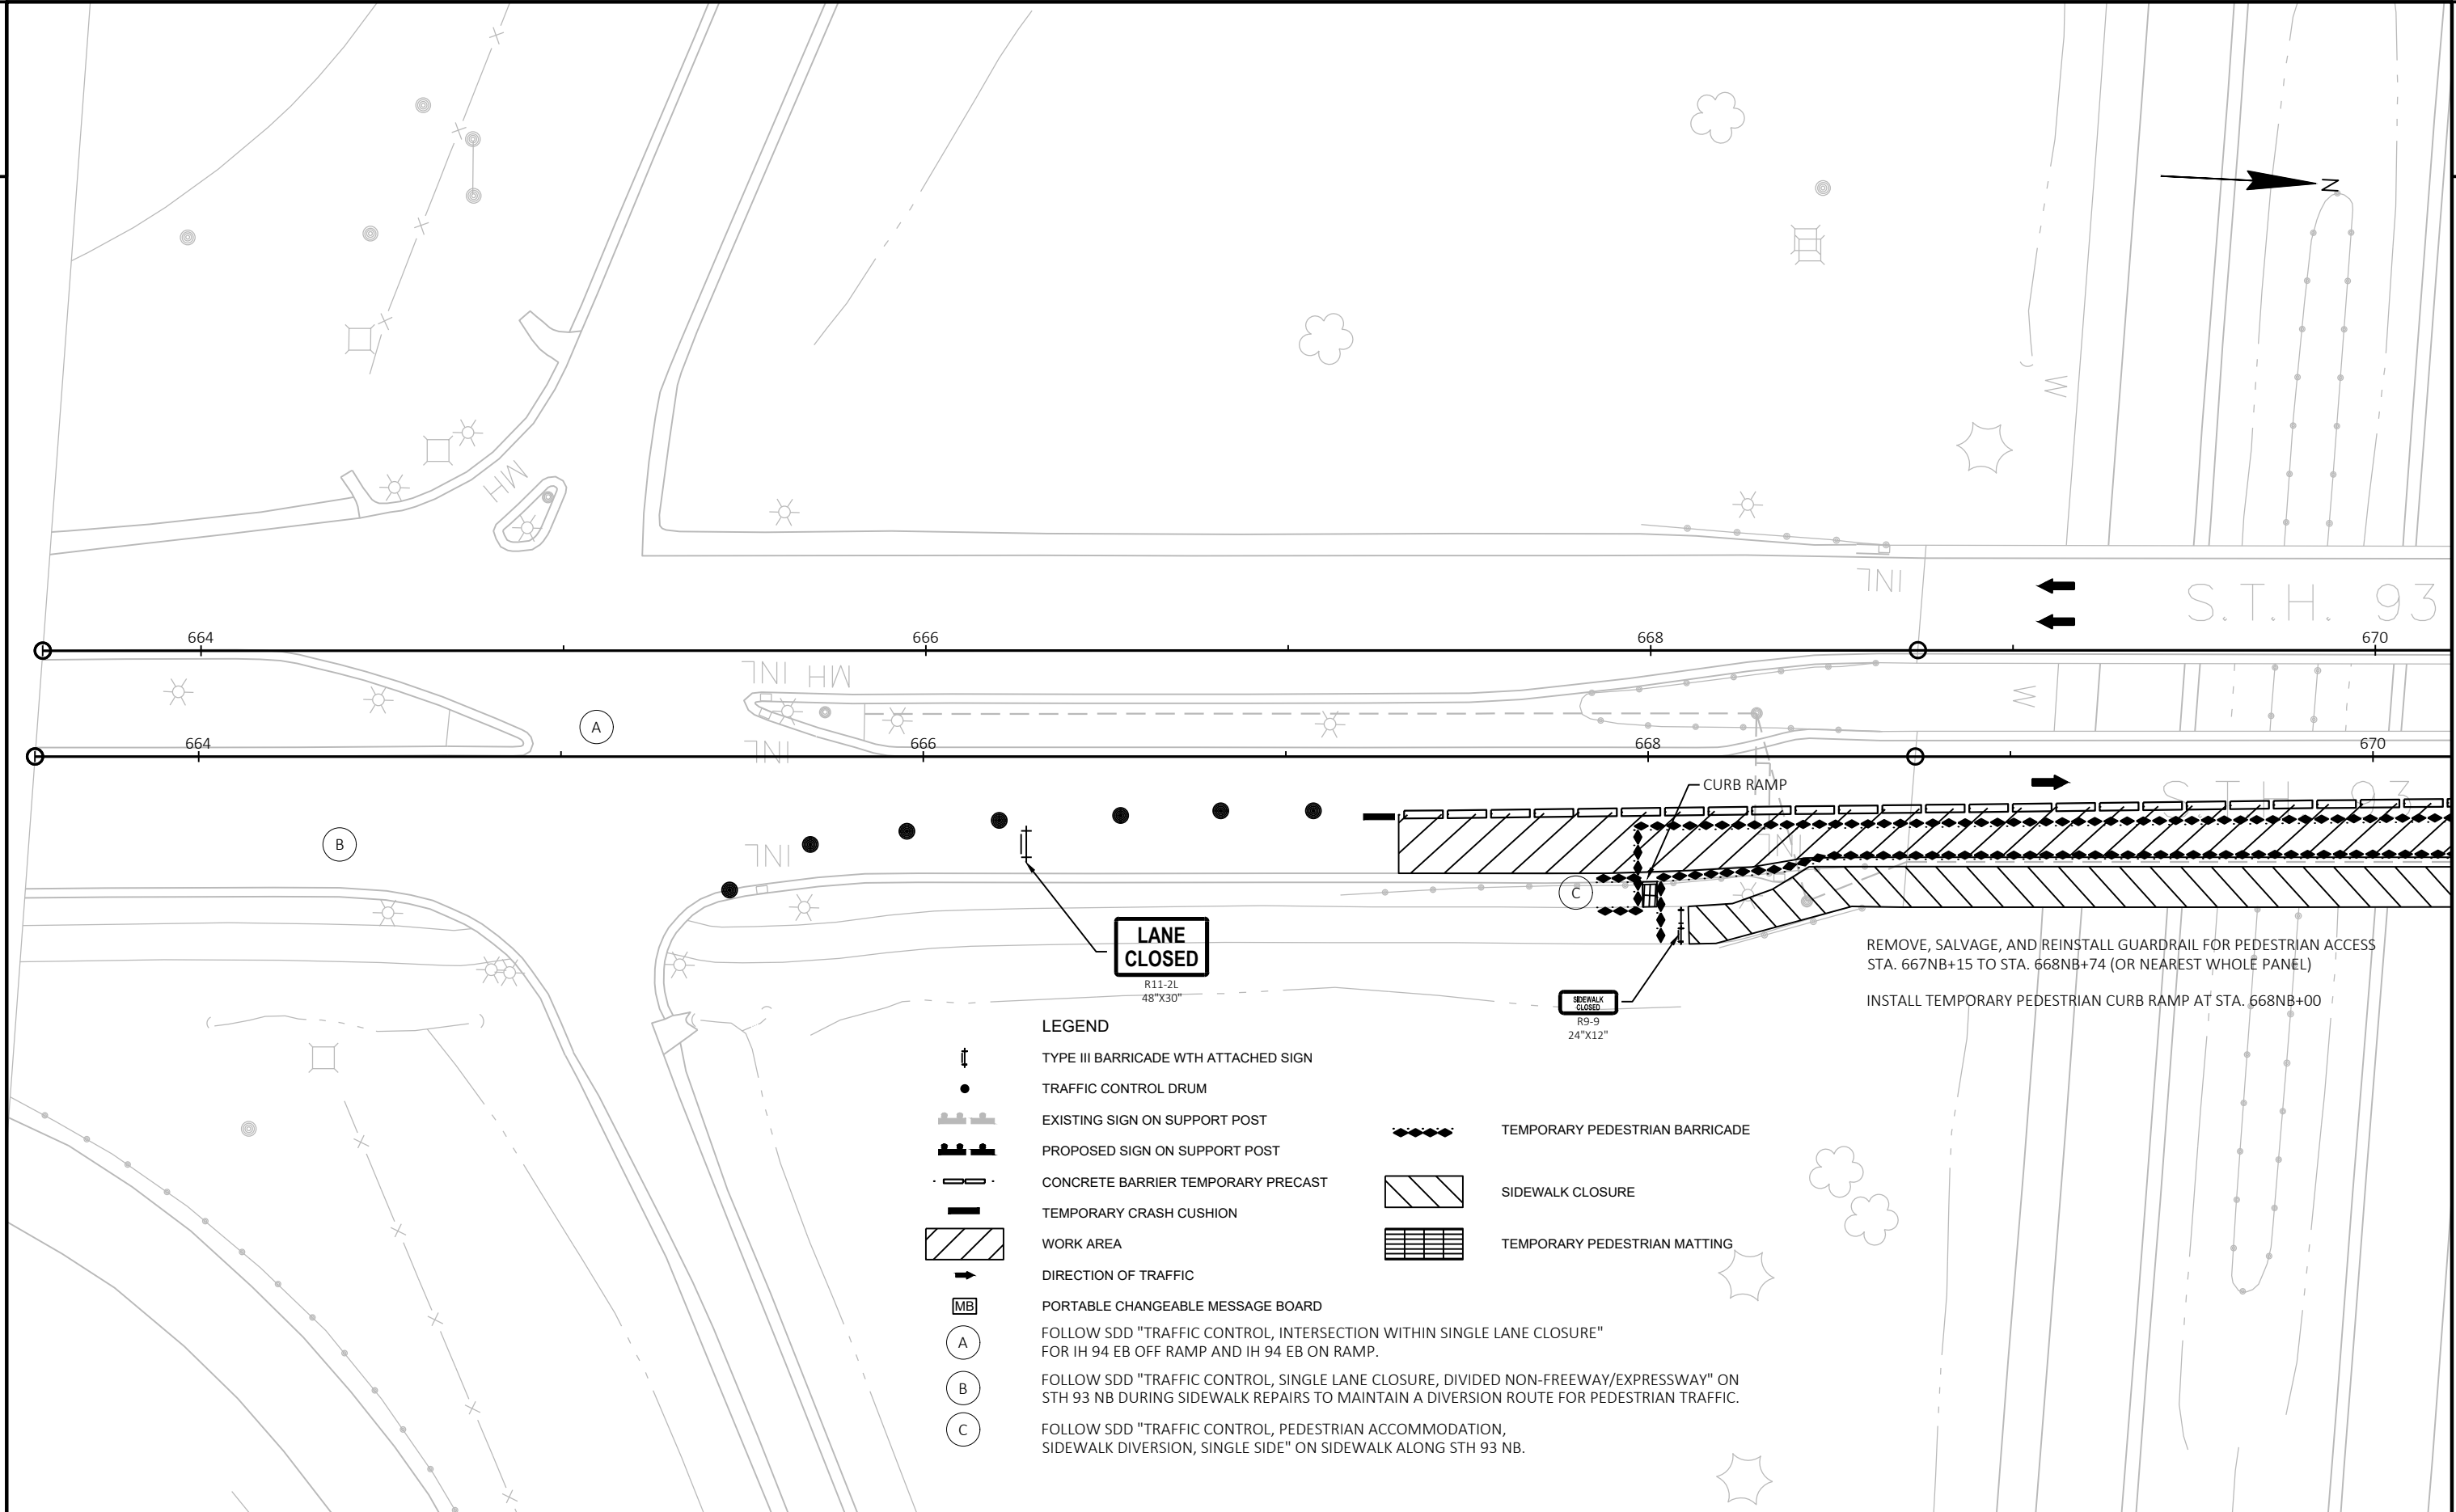 N
W
MH
INL
S.T.H. 93
664
666
668
670
INL MH
W
A
664
666
668
670
INL
CURB RAMP
S.T.H. 93
B
INL
INL
C
LANE
CLOSED
R11-2L
48"X30"
SIDEWALK
CLOSED
R9-9
24"X12"
REMOVE, SALVAGE, AND REINSTALL GUARDRAIL FOR PEDESTRIAN ACCESS
STA. 667NB+15 TO STA. 668NB+74 (OR NEAREST WHOLE PANEL)
INSTALL TEMPORARY PEDESTRIAN CURB RAMP AT STA. 668NB+00
LEGEND
TYPE III BARRICADE WTH ATTACHED SIGN
TRAFFIC CONTROL DRUM
EXISTING SIGN ON SUPPORT POST
PROPOSED SIGN ON SUPPORT POST
CONCRETE BARRIER TEMPORARY PRECAST
TEMPORARY CRASH CUSHION
WORK AREA
DIRECTION OF TRAFFIC
MB PORTABLE CHANGEABLE MESSAGE BOARD
TEMPORARY PEDESTRIAN BARRICADE
SIDEWALK CLOSURE
TEMPORARY PEDESTRIAN MATTING
A FOLLOW SDD "TRAFFIC CONTROL, INTERSECTION WITHIN SINGLE LANE CLOSURE"
FOR IH 94 EB OFF RAMP AND IH 94 EB ON RAMP.
B FOLLOW SDD "TRAFFIC CONTROL, SINGLE LANE CLOSURE, DIVIDED NON-FREEWAY/EXPRESSWAY" ON
STH 93 NB DURING SIDEWALK REPAIRS TO MAINTAIN A DIVERSION ROUTE FOR PEDESTRIAN TRAFFIC.
C FOLLOW SDD "TRAFFIC CONTROL, PEDESTRIAN ACCOMMODATION,
SIDEWALK DIVERSION, SINGLE SIDE" ON SIDEWALK ALONG STH 93 NB.